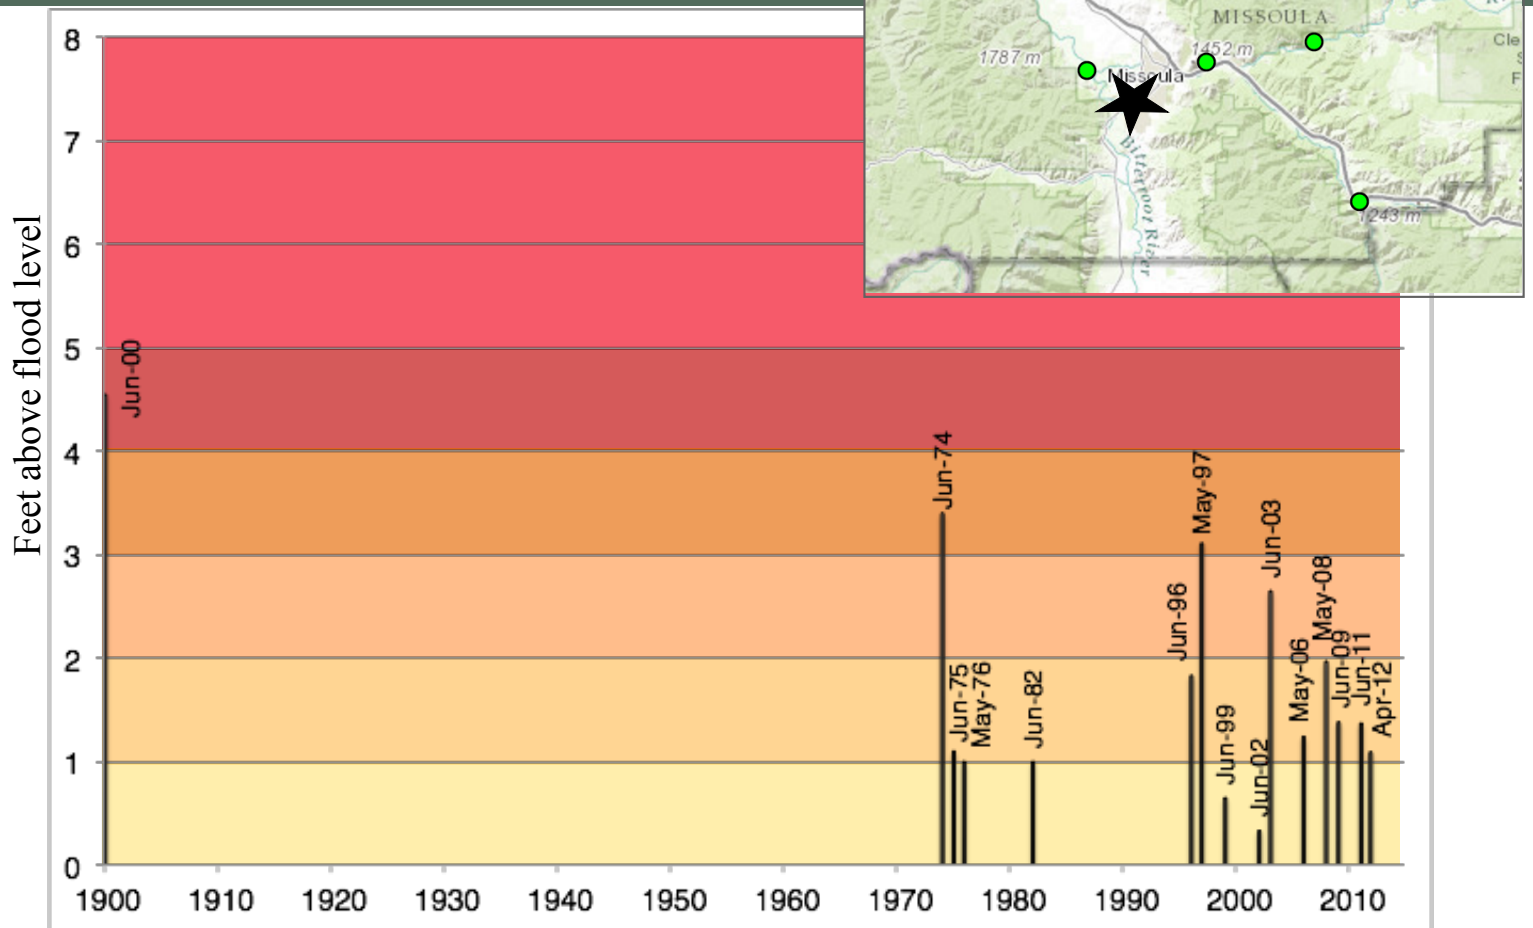 Feet above flood level
8
7
6
5
4
3
2
1
0
1900 1910 1920 1930 1940 1950 1960 1970 1980 1990 2000 2010
Jun-00
Jun-74
Jun-75
May-76
Jun-82
Jun-96
May-97
Jun-99
Jun-02
Jun-03
May-06
May-08
Jun-09
Jun-11
Apr-12
MISSOULA
1787 m
1452 m
Missoula
Cle
S
F
Bitterroot River
1243 m